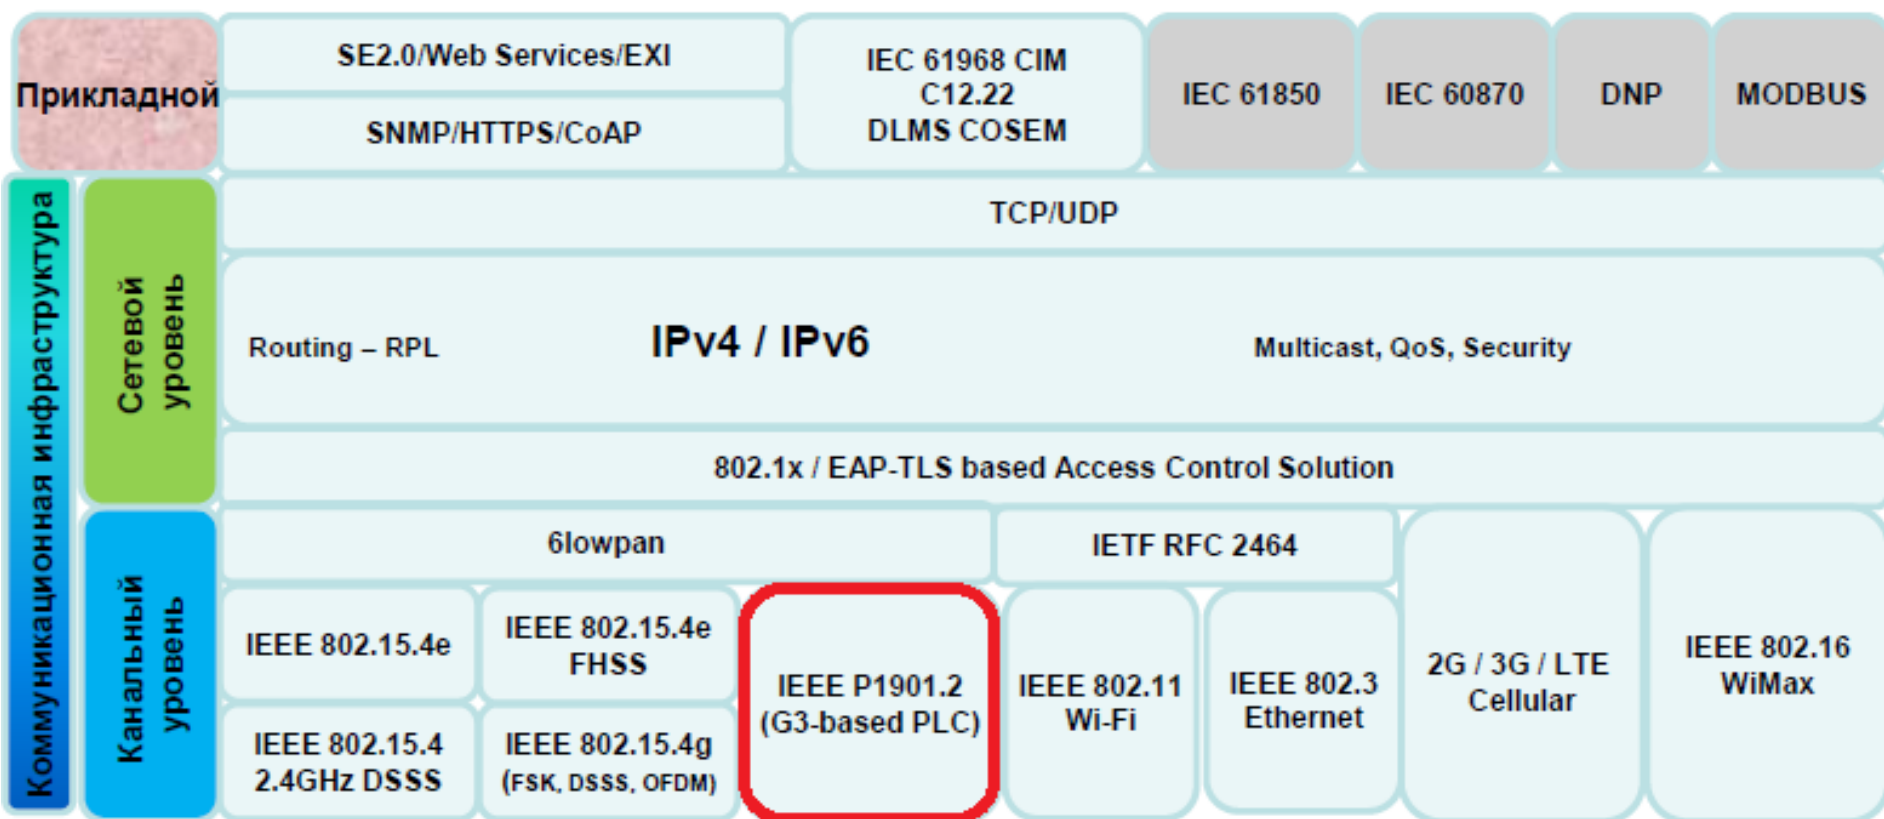 Прикладной
SE2.0/Web Services/EXI
SNMP/HTTPS/CoAP
IEC 61968 CIM
C12.22
DLMS COSEM
IEC 61850
IEC 60870
DNP
MODBUS
Коммуникационная инфраструктура
Сетевой
уровень
TCP/UDP
Routing – RPL
IPv4 / IPv6
Multicast, QoS, Security
802.1x / EAP-TLS based Access Control Solution
Канальный
уровень
6lowpan
IETF RFC 2464
IEEE 802.15.4e
IEEE 802.15.4e
FHSS
IEEE 802.15.4
2.4GHz DSSS
IEEE 802.15.4g
(FSK, DSSS, OFDM)
IEEE P1901.2
(G3-based PLC)
IEEE 802.11
Wi-Fi
IEEE 802.3
Ethernet
2G / 3G / LTE
Cellular
IEEE 802.16
WiMax